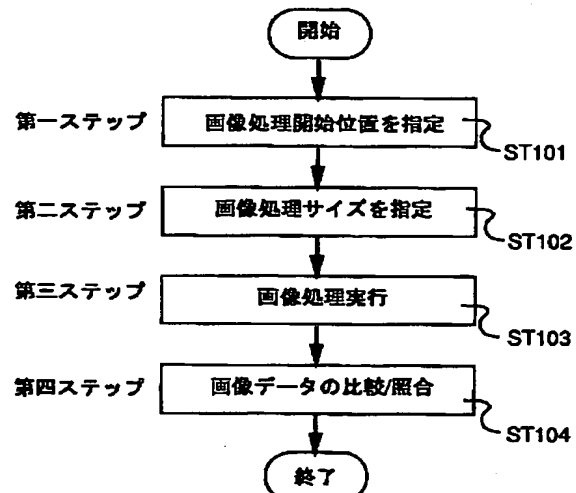 開始
第一ステップ
画像処理開始位置を指定
ST101
第二ステップ
画像処理サイズを指定
ST102
第三ステップ
画像処理実行
ST103
第四ステップ
画像データの比較/照合
ST104
終了